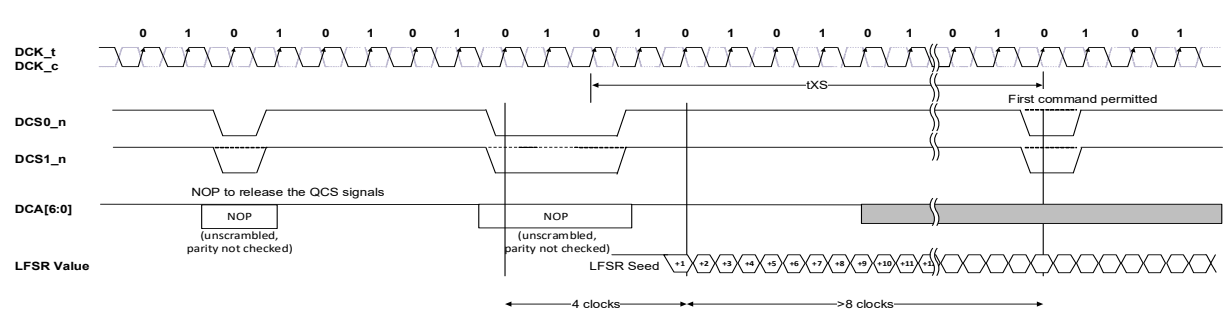 0 1 0 1 0 1 0 1 0 1 0 1 0 1 0 1 0 1 0 1 0 1 0 1
DCK_t
DCK_c
tXS
First command permitted
DCS0_n
DCS1_n
NOP to release the QCS signals
DCA[6:0]
NOP NOP
(unscrambled, (unscrambled,
parity not checked) parity not checked)
LFSR Value LFSR Seed +1 +2 +3 +4 +5 +6 +7 +8 +9 +10 +11
4 clocks >8 clocks